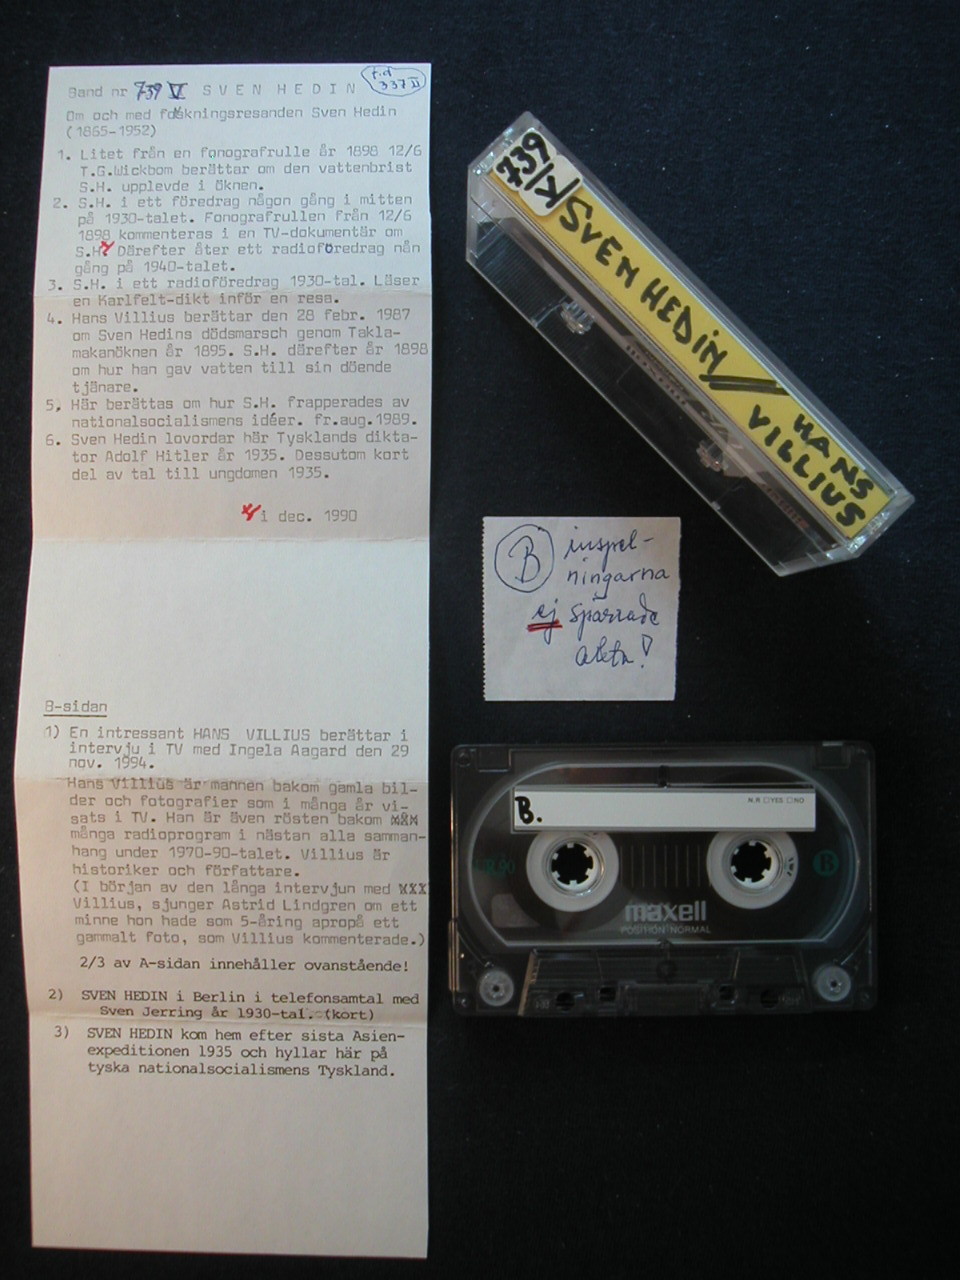 Band nr 739 V SVEN HEDIN
t.d 337 II
Om och med foskningsresanden Sven Hedin
(1865-1952)
1. Litet från en fonografrulle år 1898 12/6
T.G.Wickbom berättar om den vattenbrist
S.H. upplevde i öknen.
2. S.H. i ett föredrag någon gång i mitten
på 1930-talet. Fonografrullen från 12/6
1898 kommenteras i en TV-dokumentär om
S.H. Därefter åter ett radioföredrag nån
gång på 1940-talet.
3. S.H. i ett radioföredrag 1930-tal. Läser
en Karlfelt-dikt inför en resa.
4. Hans Villius berättar den 28 febr. 1987
om Sven Hedins dödsmarsch genom Takla-
makanöknen år 1895. S.H. därefter år 1898
om hur han gav vatten till sin döende
tjänare.
5. Här berättas om hur S.H. frapperades av
nationalsocialismens idéer. fr.aug.1989.
6. Sven Hedin lovordar här Tysklands dikta-
tor Adolf Hitler år 1935. Dessutom kort
del av tal till ungdomen 1935.
i dec. 1990
B-sidan
1) En intressant HANS VILLIUS berättar i
intervju i TV med Ingela Aagard den 29
nov. 1994.
Hans Villius är mannen bakom gamla bil-
der och fotografier som i många år vi-
sats i TV. Han är även rösten bakom
många radioprogram i nästan alla samman-
hang under 1970-90-talet. Villius är
historiker och författare.
(I början av den långa intervjun med XXX
Villius, sjunger Astrid Lindgren om ett
minne hon hade som 5-åring apropå ett
gammalt foto, som Villius kommenterade.)
2/3 av A-sidan innehåller ovanstående!
2) SVEN HEDIN i Berlin i telefonsamtal med
Sven Jerring år 1930-tal. (kort)
3) SVEN HEDIN kom hem efter sista Asien-
expeditionen 1935 och hyllar här på
tyska nationalsocialismens Tyskland.
739/K/SVEN HEDIN//HANS
VILLIUS
B inspel-
ningarna
ej spärrade
B.
N.R □YES □NO
UR 90
B
maxell
POSITION NORMAL